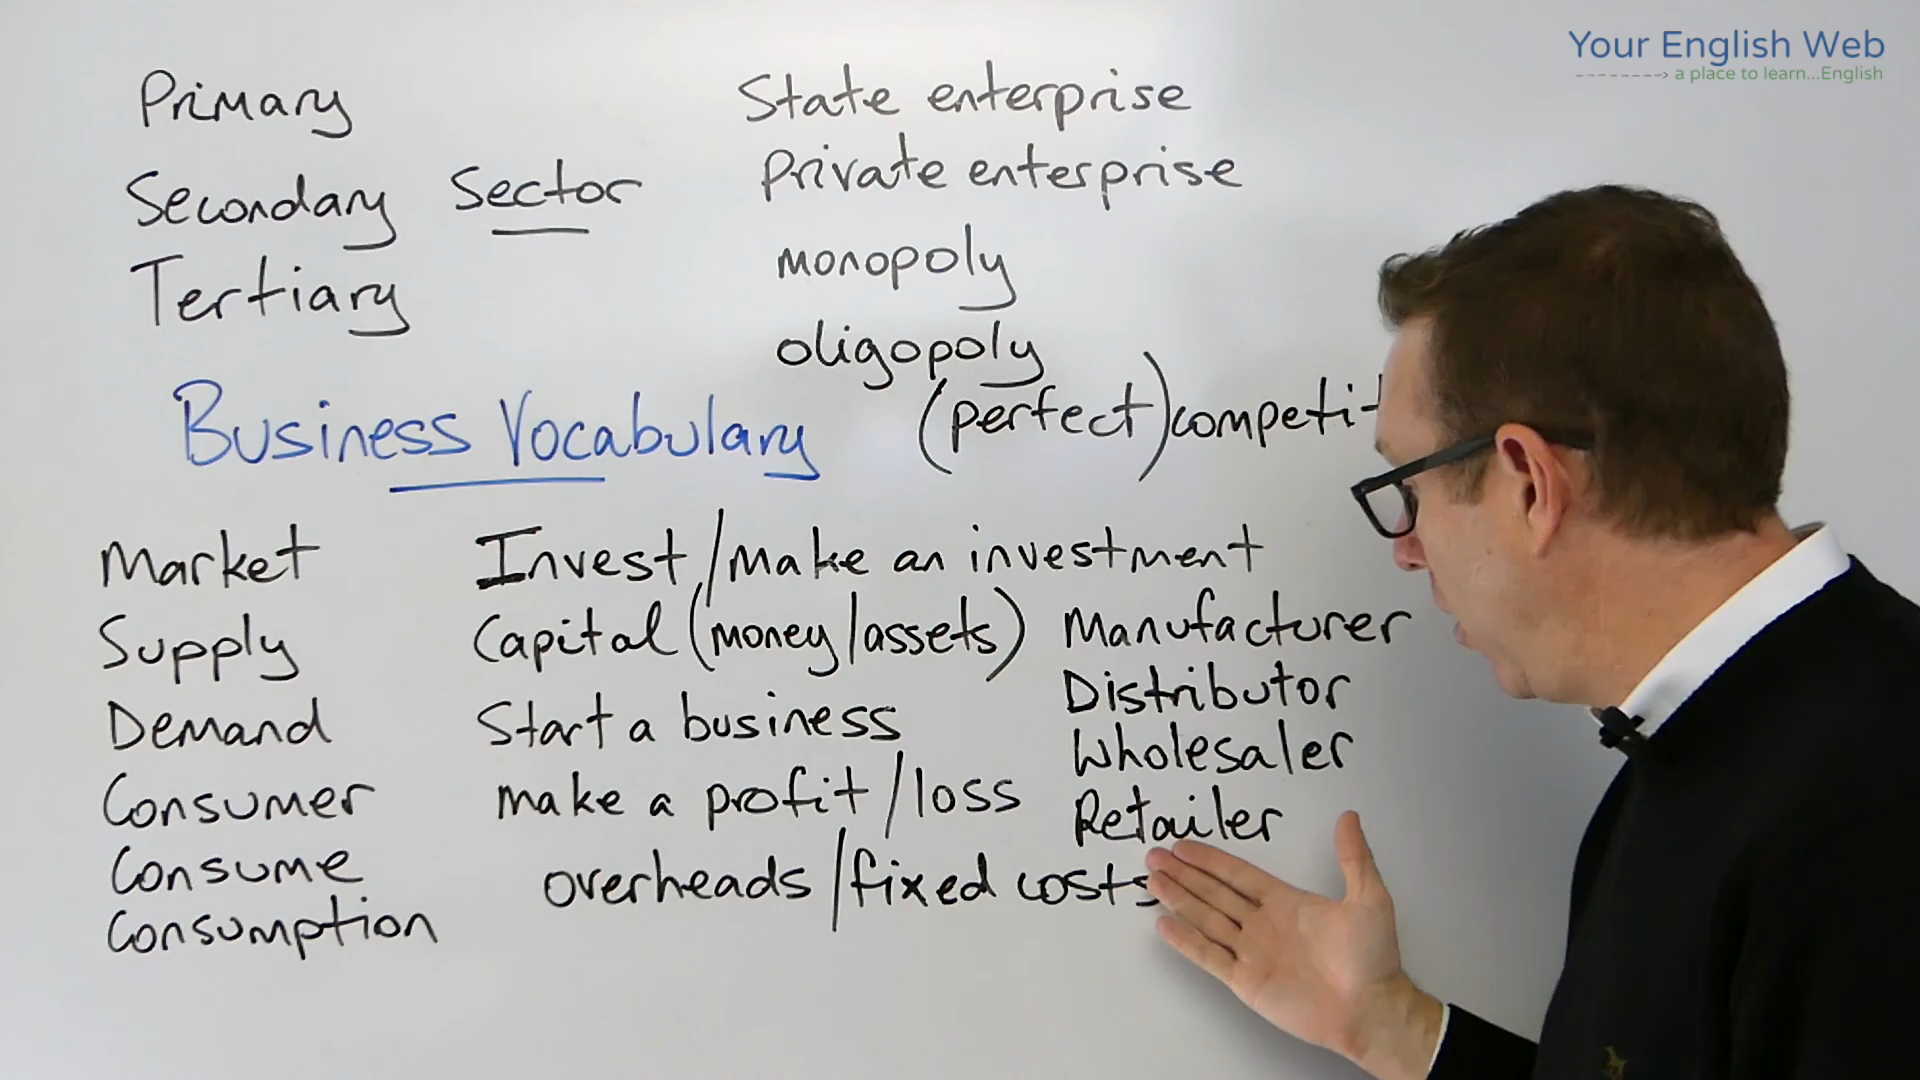 Your English Web
a place to learn...English
Primary
Secondary Sector
Tertiary
State enterprise
Private enterprise
monopoly
oligopoly
(perfect) competit
Business Vocabulary
Market
Supply
Demand
Consumer
Consume
Consumption
Invest/make an investment
Capital (money/assets)
Start a business
make a profit/loss
overheads/fixed costs
Manufacturer
Distributor
Wholesaler
Retailer